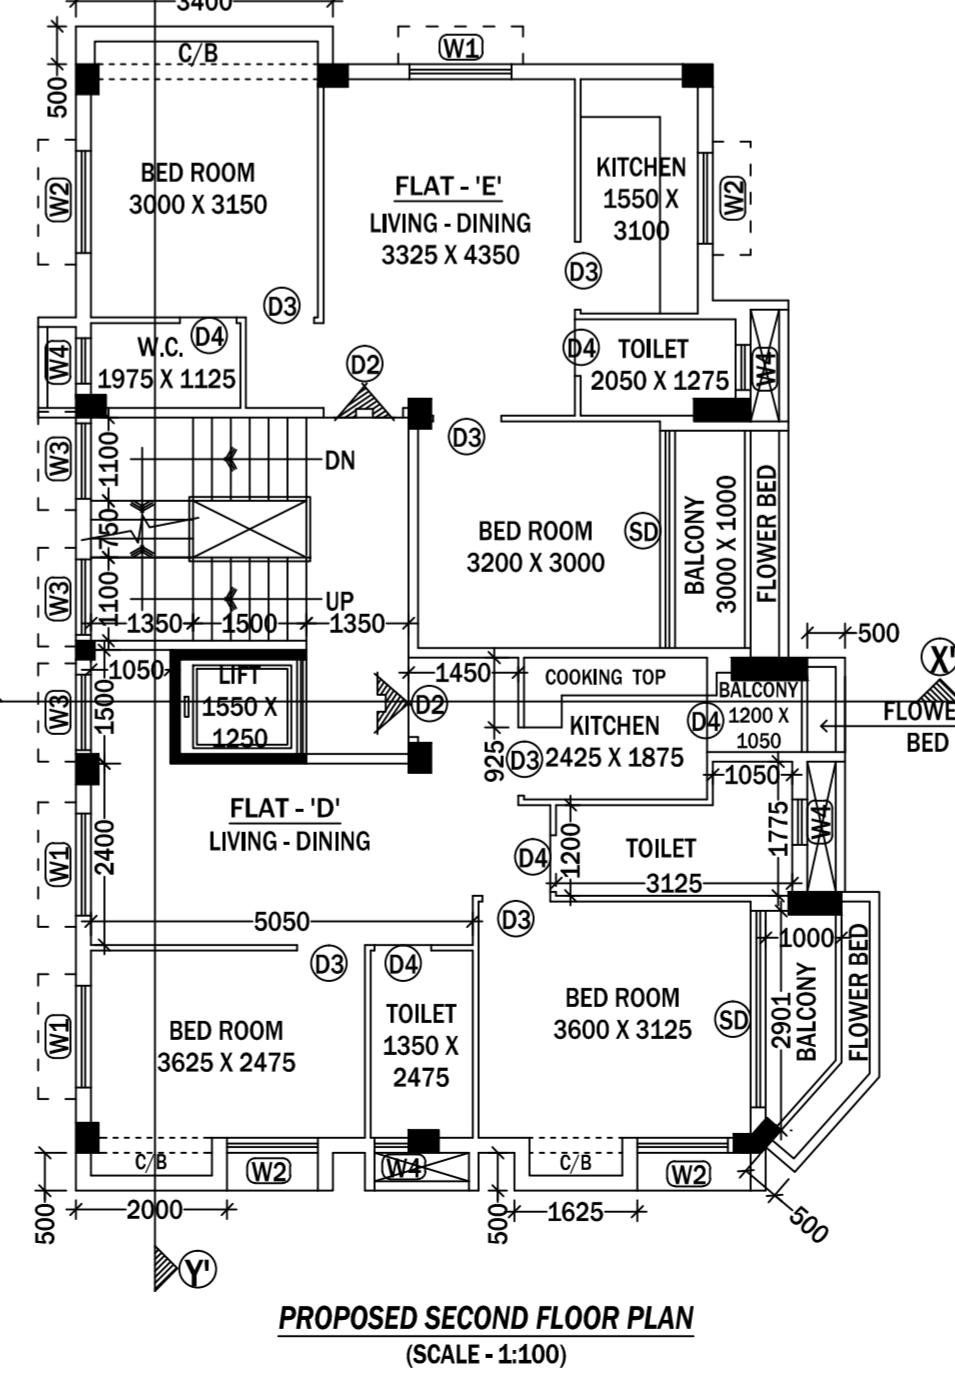 3400
C/B
W1
500
BED ROOM
3000 X 3150
FLAT - 'E'
LIVING - DINING
3325 X 4350
KITCHEN
1550 X
3100
W2
W2
D3
D3
D4
W.C.
1975 X 1125
W4
D2
D4
TOILET
2050 X 1275
W4
D3
W3
1100
DN
750
BED ROOM
3200 X 3000
SD
BALCONY
3000 X 1000
FLOWER BED
W3
1100
UP
1350
1500
1350
500
X'
1050
LIFT
1550 X
1250
W3
1500
1450
D2
COOKING TOP
KITCHEN
2425 X 1875
925
D3
D4
BALCONY
1200 X
1050
FLOWE
BED
1050
FLAT - 'D'
LIVING - DINING
W1
2400
D4
1200
TOILET
3125
1775
W4
5050
D3
1000
D3
D4
W1
BED ROOM
3625 X 2475
TOILET
1350 X
2475
BED ROOM
3600 X 3125
SD
2901
BALCONY
FLOWER BED
C/B
W2
W4
C/B
W2
500
2000
500
1625
500
Y'
PROPOSED SECOND FLOOR PLAN
(SCALE - 1:100)